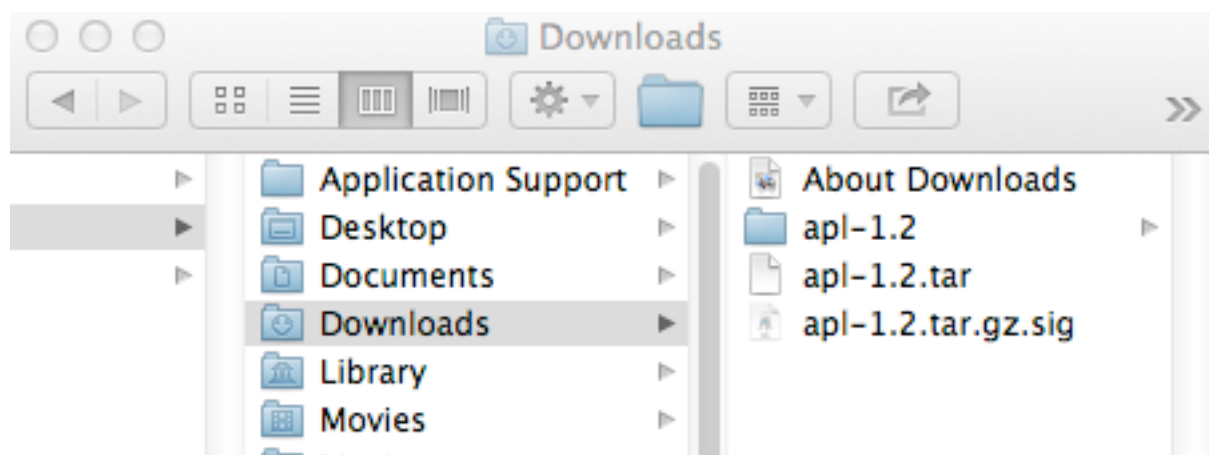 Downloads
Application Support
Desktop
Documents
Downloads
Library
Movies
About Downloads
apl-1.2
apl-1.2.tar
apl-1.2.tar.gz.sig